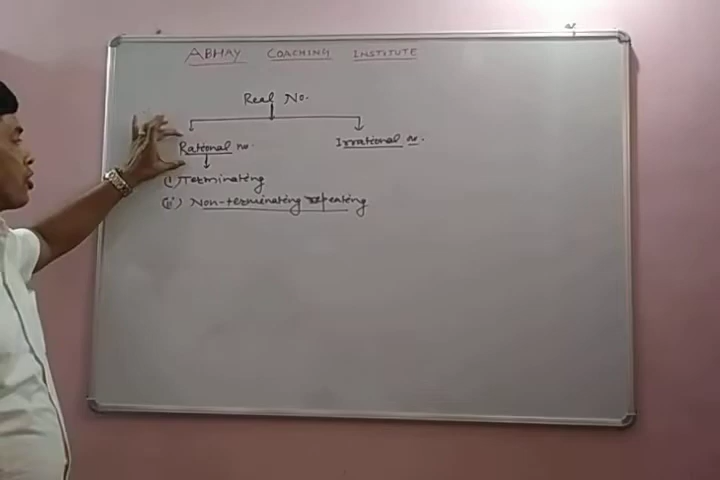 ABHAY COACHING INSTITUTE
Real No.
Rational no. Irrational no.
(i) Terminating
(ii) Non-terminating repeating